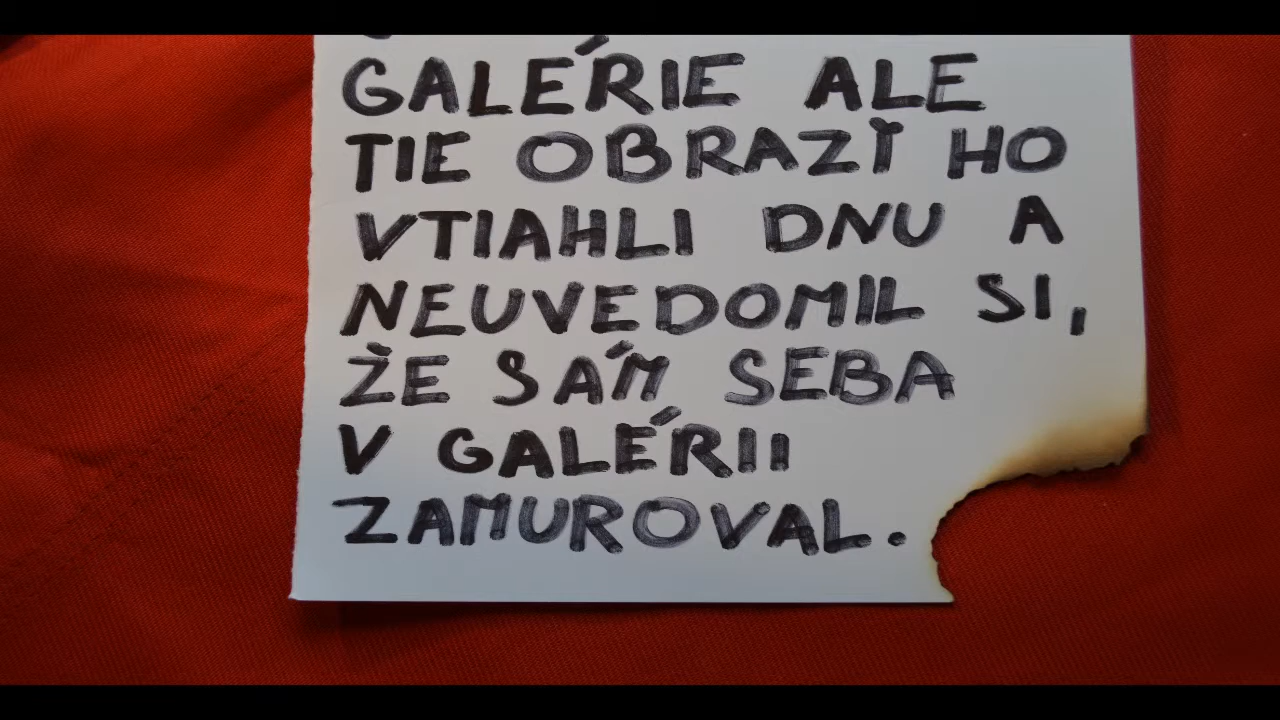 GALÉRIE ALE
TIE OBRAZI HO
VTIAHLI DNU A
NEUVEDOMIL SI,
ŽE SÁM SEBA
V GALÉRII
ZAMUROVAL.